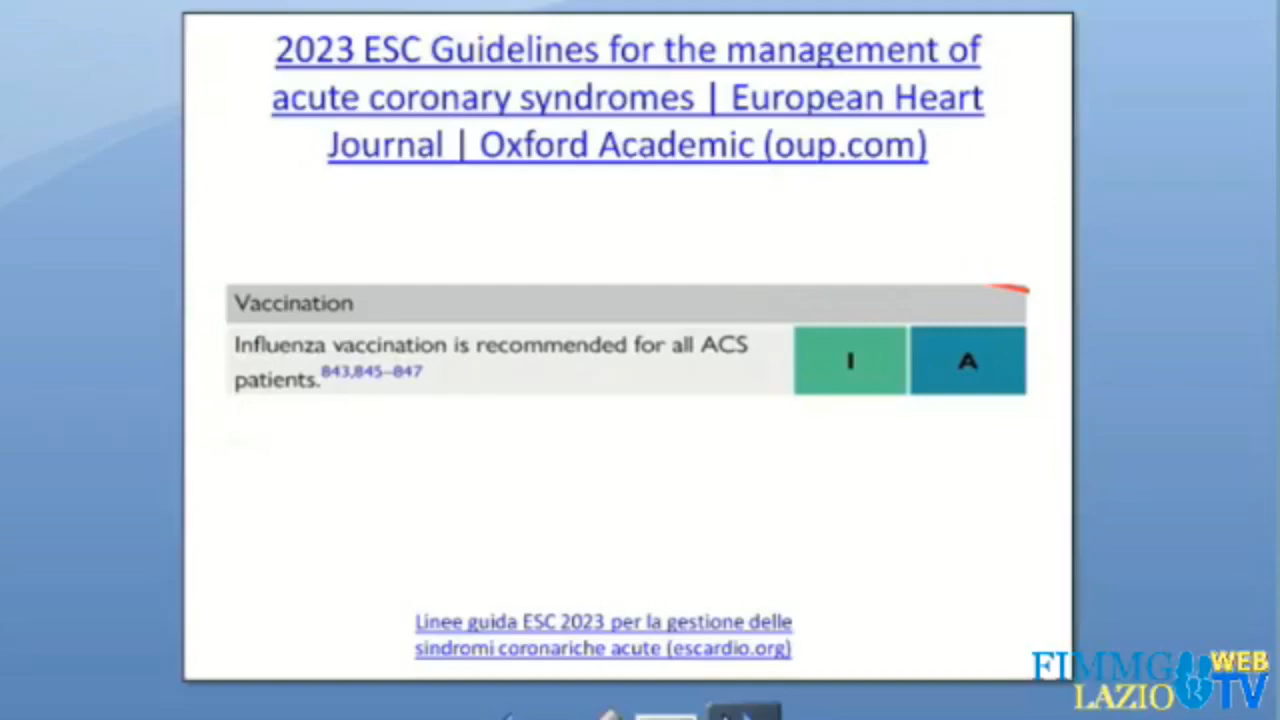 2023 ESC Guidelines for the management of
acute coronary syndromes | European Heart
Journal | Oxford Academic (oup.com)
Vaccination
Influenza vaccination is recommended for all ACS
patients.843,845–847
I
A
Linee guida ESC 2023 per la gestione delle
sindromi coronariche acute (escardio.org)
FIMMG WEB
LAZIO TV